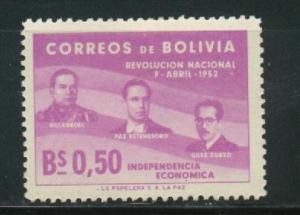 CORREOS DE BOLIVIA
REVOLUCION NACIONAL
9-ABRIL-1952
VILLARROEL
PAZ ESTENSSORO
SILES ZUAZO
BS 0,50
INDEPENDENCIA
ECONOMICA
LA PAPELERA S. A. LA PAZ